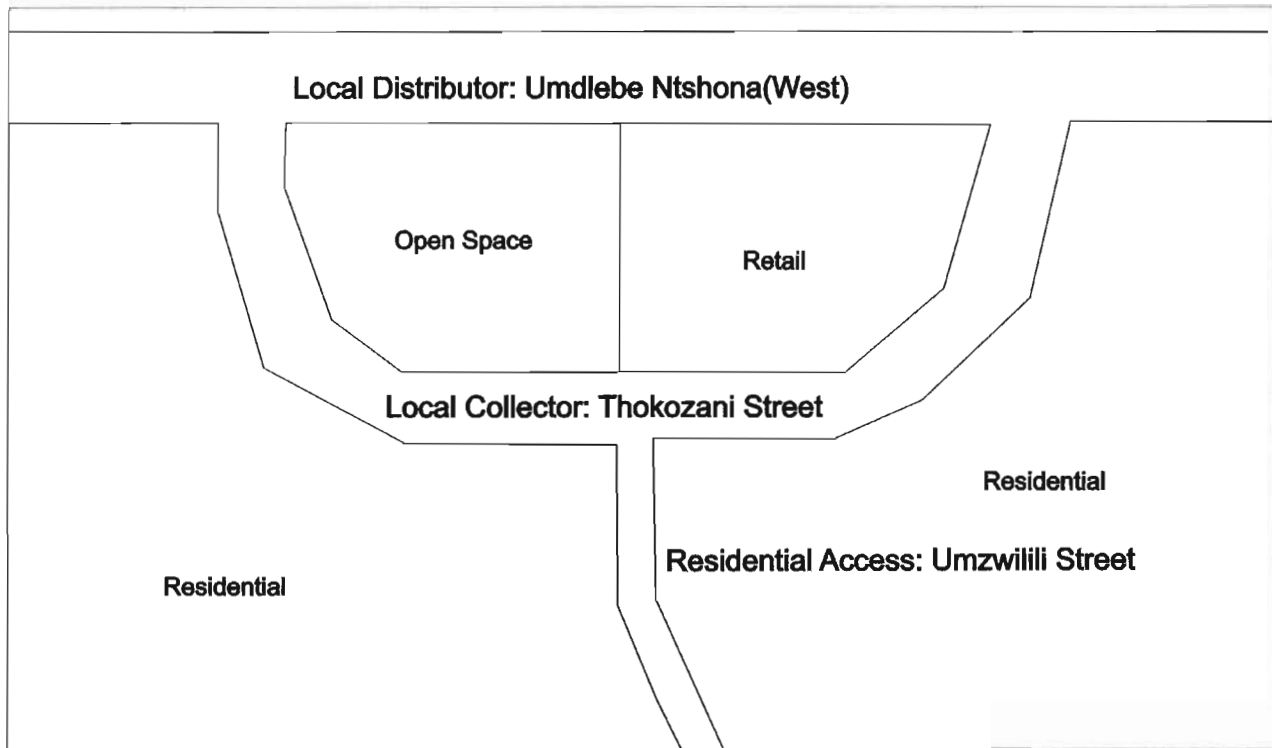 Local Distributor: Umdlebe Ntshona(West)
Open Space
Retail
Local Collector: Thokozani Street
Residential
Residential Access: Umzwilili Street
Residential